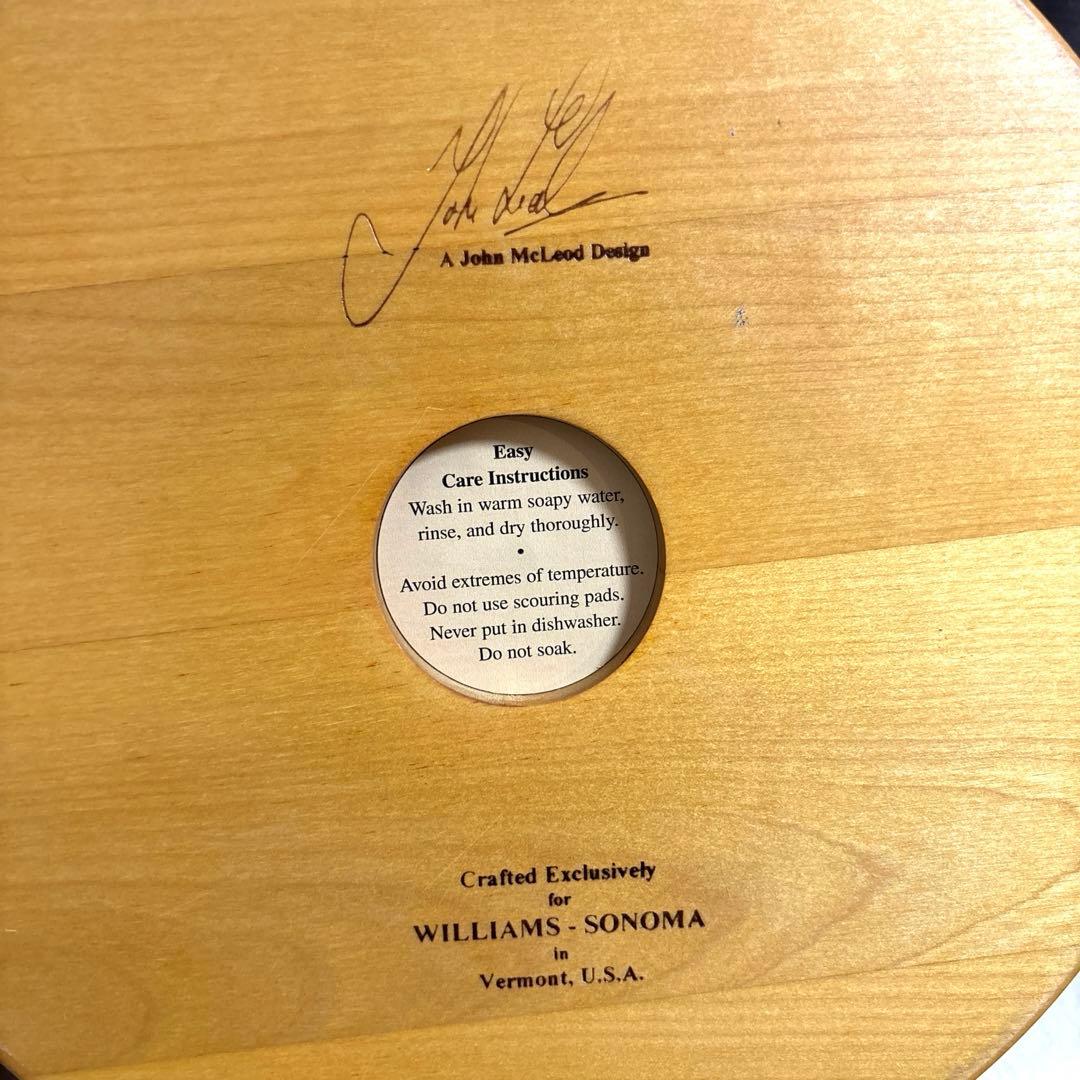 John McLeod
A John McLeod Design
Easy
Care Instructions
Wash in warm soapy water,
rinse, and dry thoroughly.
•
Avoid extremes of temperature.
Do not use scouring pads.
Never put in dishwasher.
Do not soak.
Crafted Exclusively
for
WILLIAMS - SONOMA
in
Vermont, U.S.A.